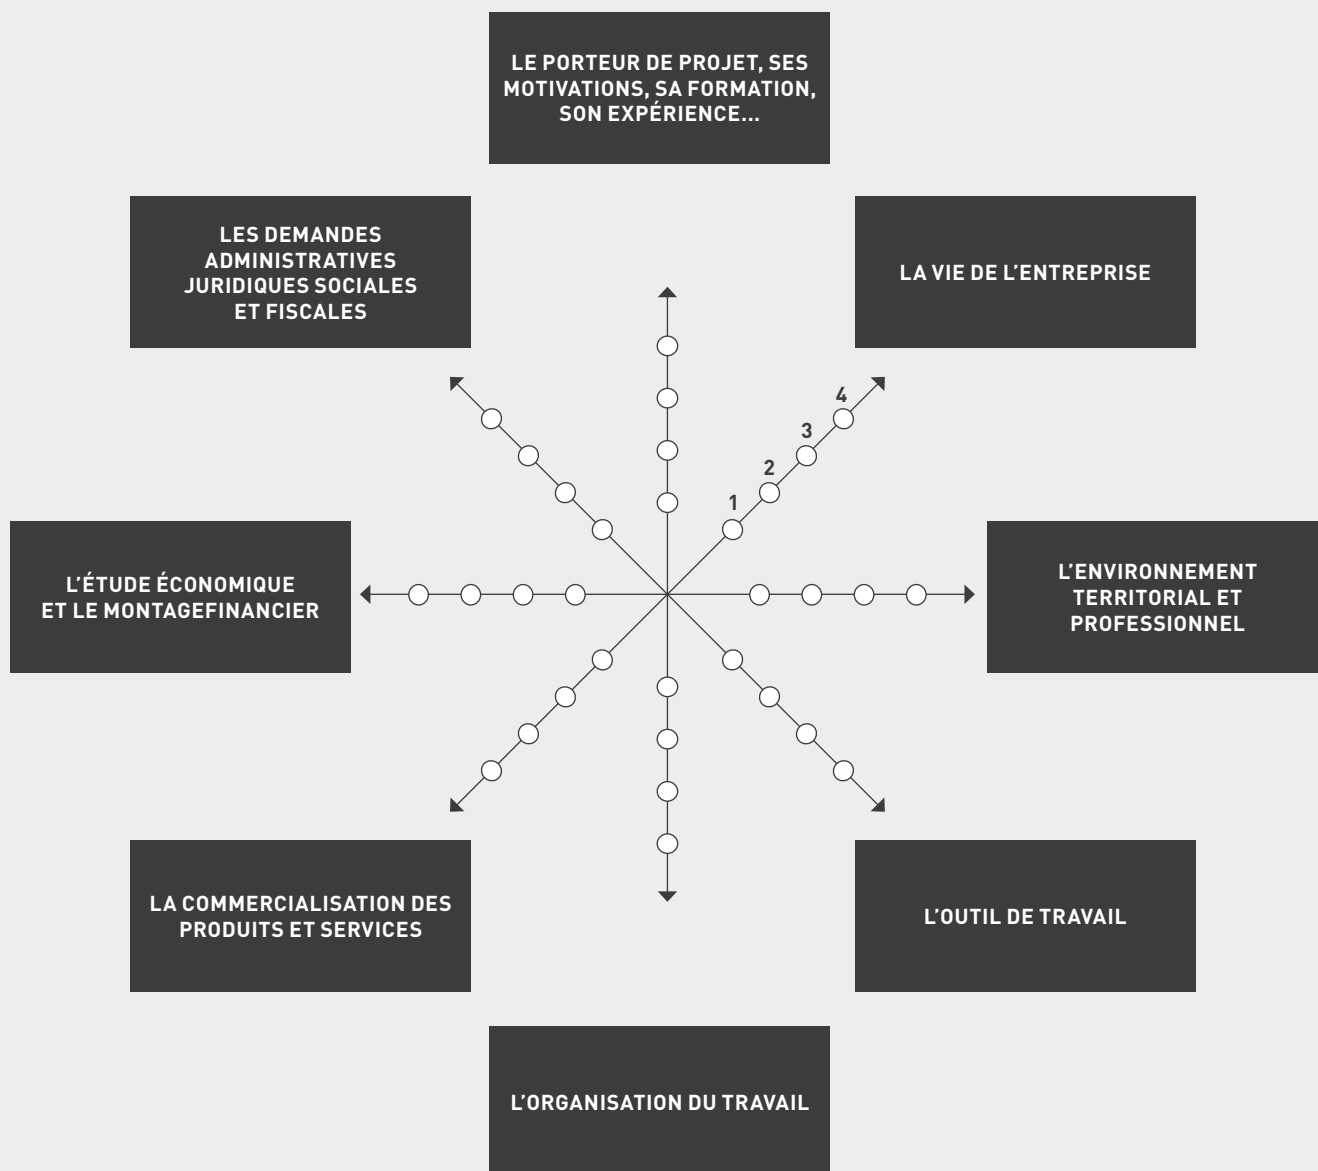 LE PORTEUR DE PROJET, SES
MOTIVATIONS, SA FORMATION,
SON EXPÉRIENCE...
LES DEMANDES
ADMINISTRATIVES
JURIDIQUES SOCIALES
ET FISCALES
LA VIE DE L’ENTREPRISE
4
3
2
1
L’ÉTUDE ÉCONOMIQUE
ET LE MONTAGEFINANCIER
L’ENVIRONNEMENT
TERRITORIAL ET
PROFESSIONNEL
LA COMMERCIALISATION DES
PRODUITS ET SERVICES
L’OUTIL DE TRAVAIL
L’ORGANISATION DU TRAVAIL